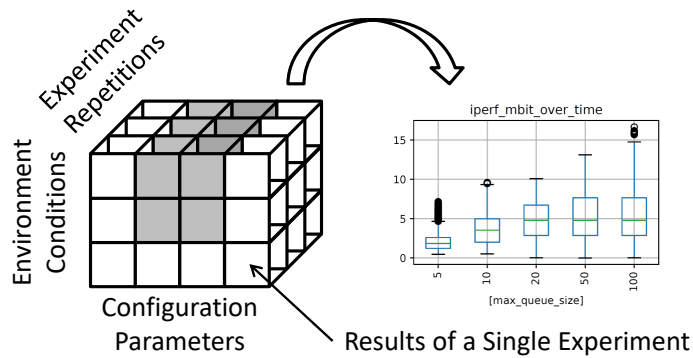 Experiment
Repetitions
Environment
Conditions
Configuration
Parameters
iperf_mbit_over_time
15
10
5
0
5
10
20
50
100
[max_queue_size]
Results of a Single Experiment